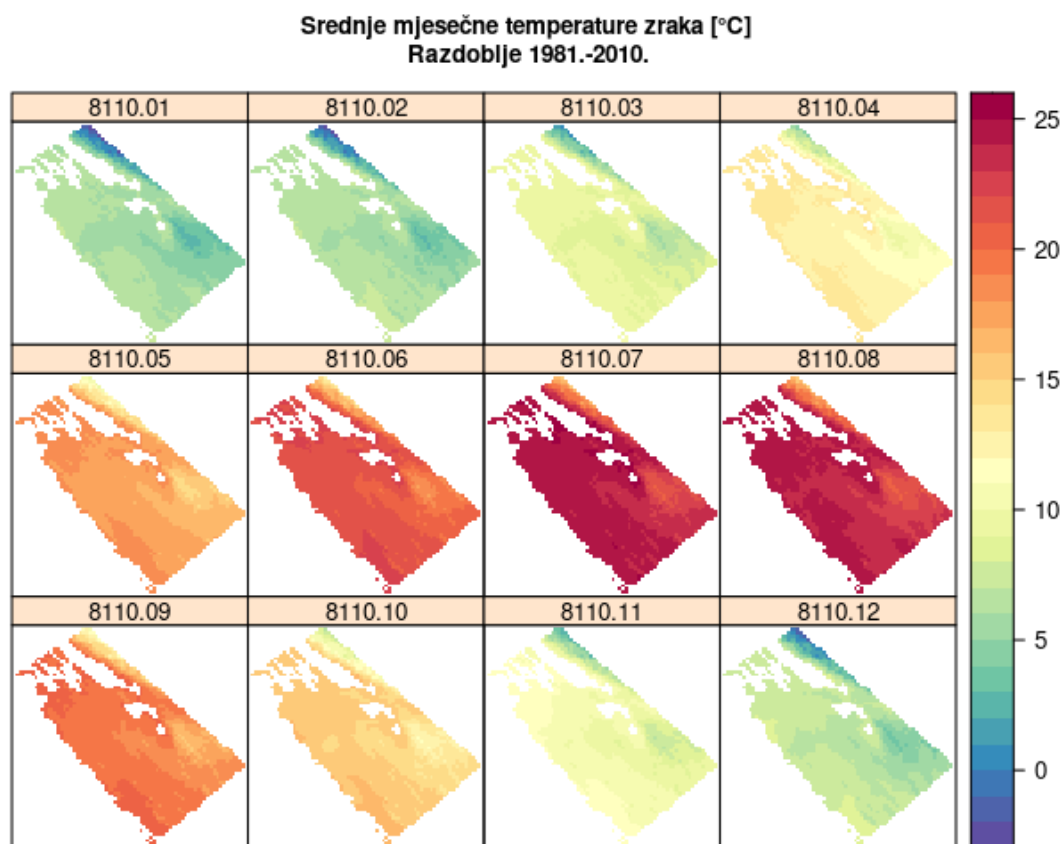 Srednje mjesečne temperature zraka [°C]
Razdoblje 1981.-2010.
8110.01 8110.02 8110.03 8110.04
8110.05 8110.06 8110.07 8110.08
8110.09 8110.10 8110.11 8110.12
25
20
15
10
5
0